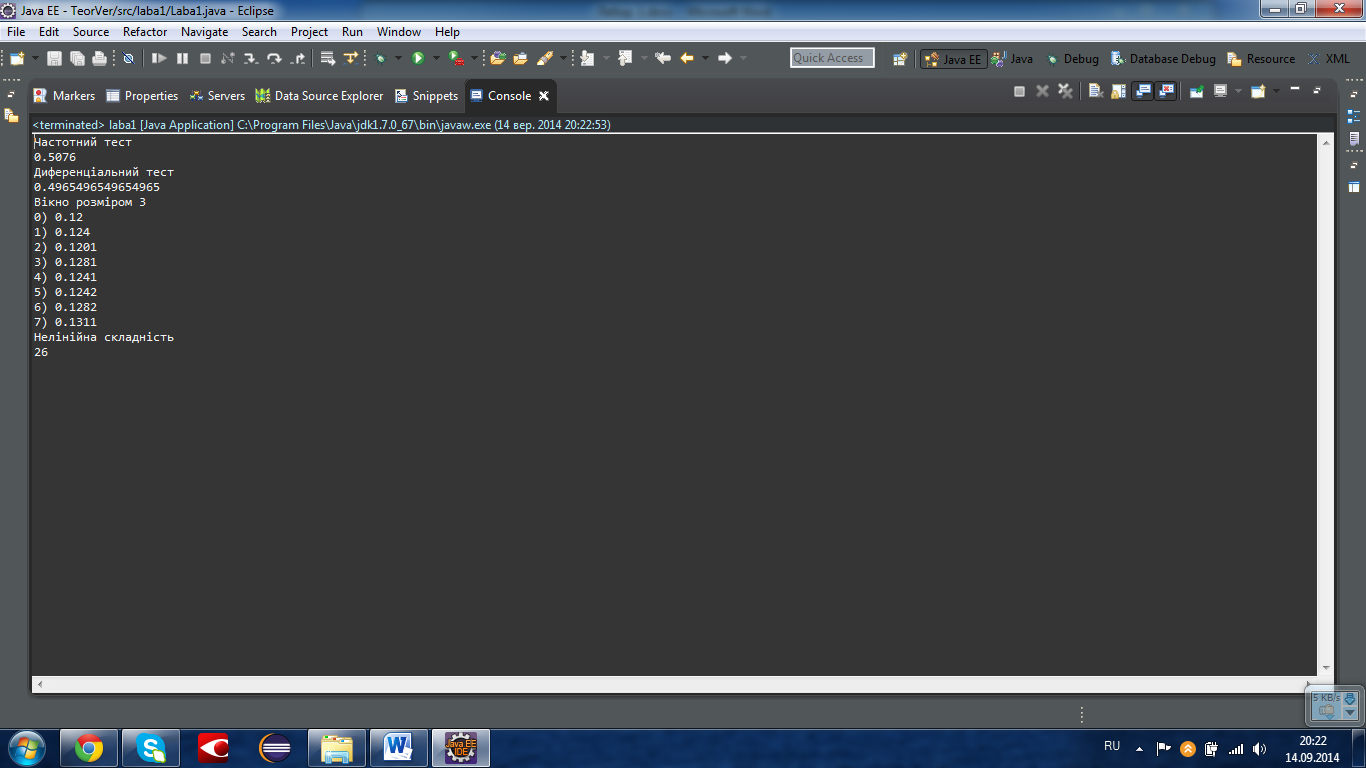 Java EE - TeorVer/src/laba1/Laba1.java - Eclipse
File Edit Source Refactor Navigate Search Project Run Window Help
Quick Access Java EE Java Debug Database Debug Resource XML
Markers Properties Servers Data Source Explorer Snippets Console
<terminated> laba1 [Java Application] C:\Program Files\Java\jdk1.7.0_67\bin\javaw.exe (14 вер. 2014 20:22:53)
Частотний тест
0.5076
Диференціальний тест
0.4965496549654965
Вікно розміром 3
0) 0.12
1) 0.124
2) 0.1201
3) 0.1281
4) 0.1241
5) 0.1242
6) 0.1282
7) 0.1311
Нелінійна складність
26
5 KB/s
Java EE
IDE
RU
20:22
14.09.2014